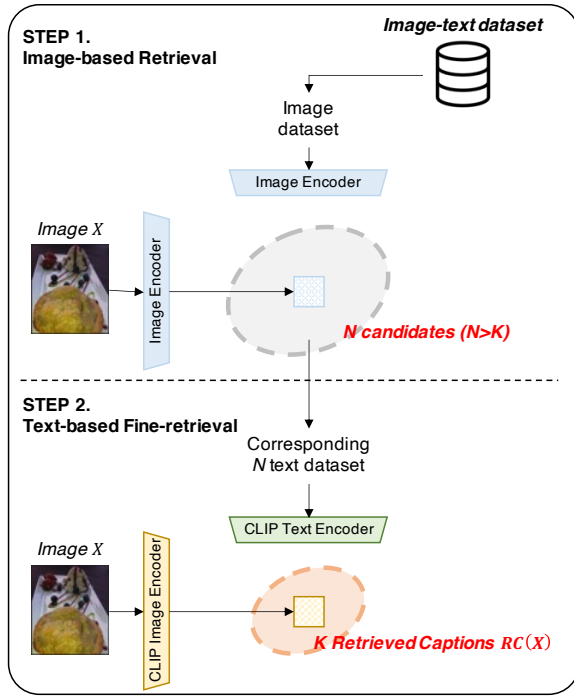 STEP 1.
Image-based Retrieval
Image-text dataset
Image
dataset
Image Encoder
Image X
Image Encoder
N candidates (N>K)
STEP 2.
Text-based Fine-retrieval
Corresponding
N text dataset
CLIP Text Encoder
Image X
CLIP Image Encoder
K Retrieved Captions RC(X)